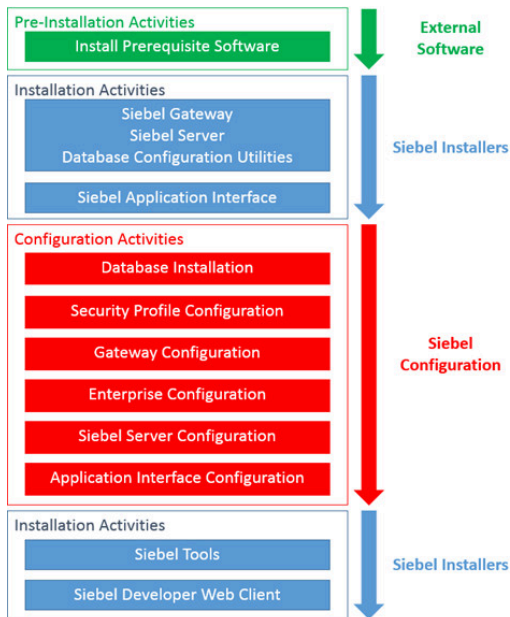 Pre-Installation Activities
Install Prerequisite Software
External
Software
Installation Activities
Siebel Gateway
Siebel Server
Database Configuration Utilities
Siebel Application Interface
Siebel Installers
Configuration Activities
Database Installation
Security Profile Configuration
Gateway Configuration
Enterprise Configuration
Siebel Server Configuration
Application Interface Configuration
Siebel
Configuration
Installation Activities
Siebel Tools
Siebel Developer Web Client
Siebel Installers